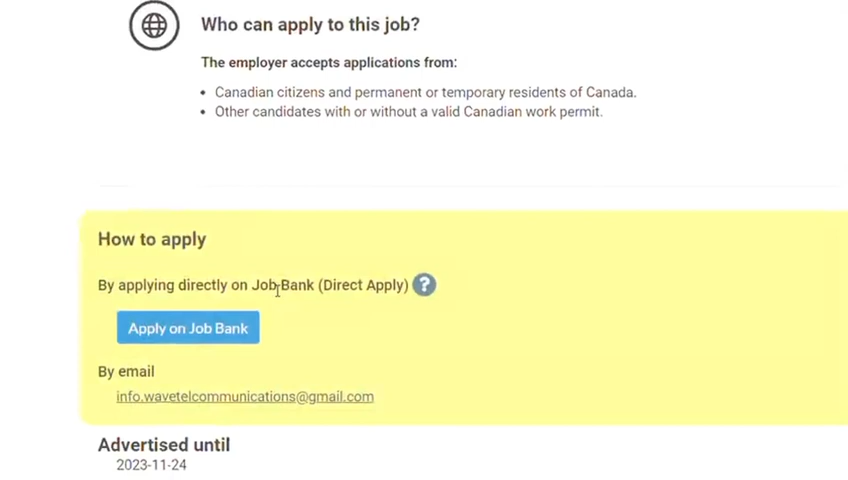 Who can apply to this job?
The employer accepts applications from:
• Canadian citizens and permanent or temporary residents of Canada.
• Other candidates with or without a valid Canadian work permit.
How to apply
By applying directly on Job Bank (Direct Apply) ?
Apply on Job Bank
By email
info.wavetelcommunications@gmail.com
Advertised until
2023-11-24